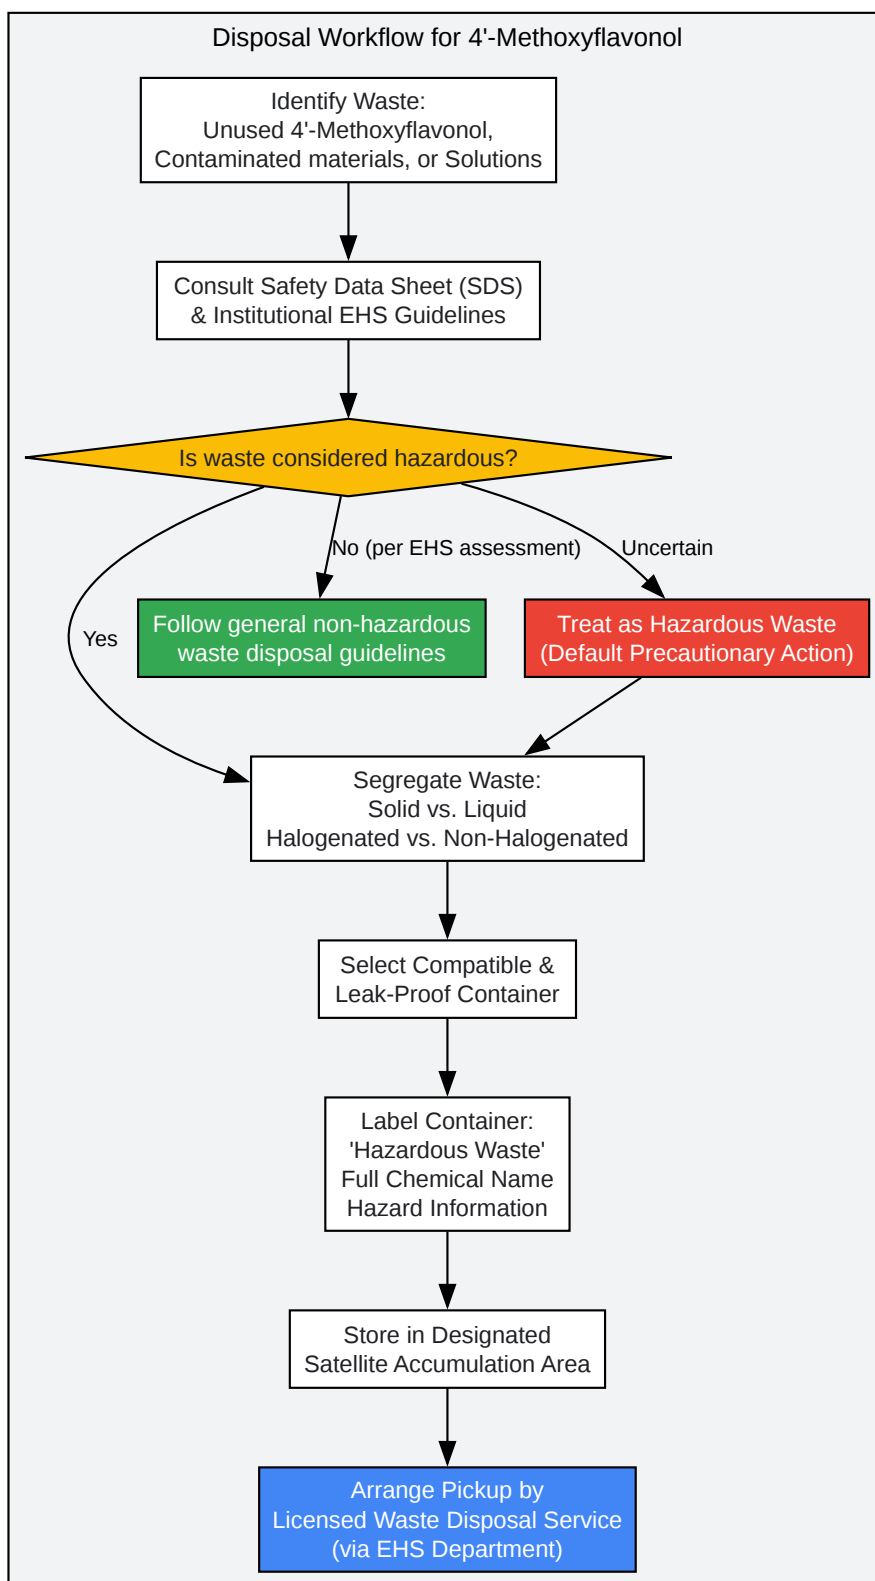 Disposal Workflow for 4'-Methoxyflavonol
Identify Waste:
Unused 4'-Methoxyflavonol,
Contaminated materials, or Solutions
Consult Safety Data Sheet (SDS)
& Institutional EHS Guidelines
Is waste considered hazardous?
No (per EHS assessment)
Uncertain
Yes
Follow general non-hazardous
waste disposal guidelines
Treat as Hazardous Waste
(Default Precautionary Action)
Segregate Waste:
Solid vs. Liquid
Halogenated vs. Non-Halogenated
Select Compatible &
Leak-Proof Container
Label Container:
'Hazardous Waste'
Full Chemical Name
Hazard Information
Store in Designated
Satellite Accumulation Area
Arrange Pickup by
Licensed Waste Disposal Service
(via EHS Department)